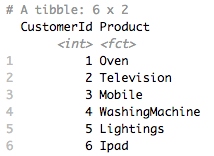 # A tibble: 6 x 2
CustomerId Product
<int> <fct>
1 1 Oven
2 2 Television
3 3 Mobile
4 4 WashingMachine
5 5 Lightings
6 6 Ipad